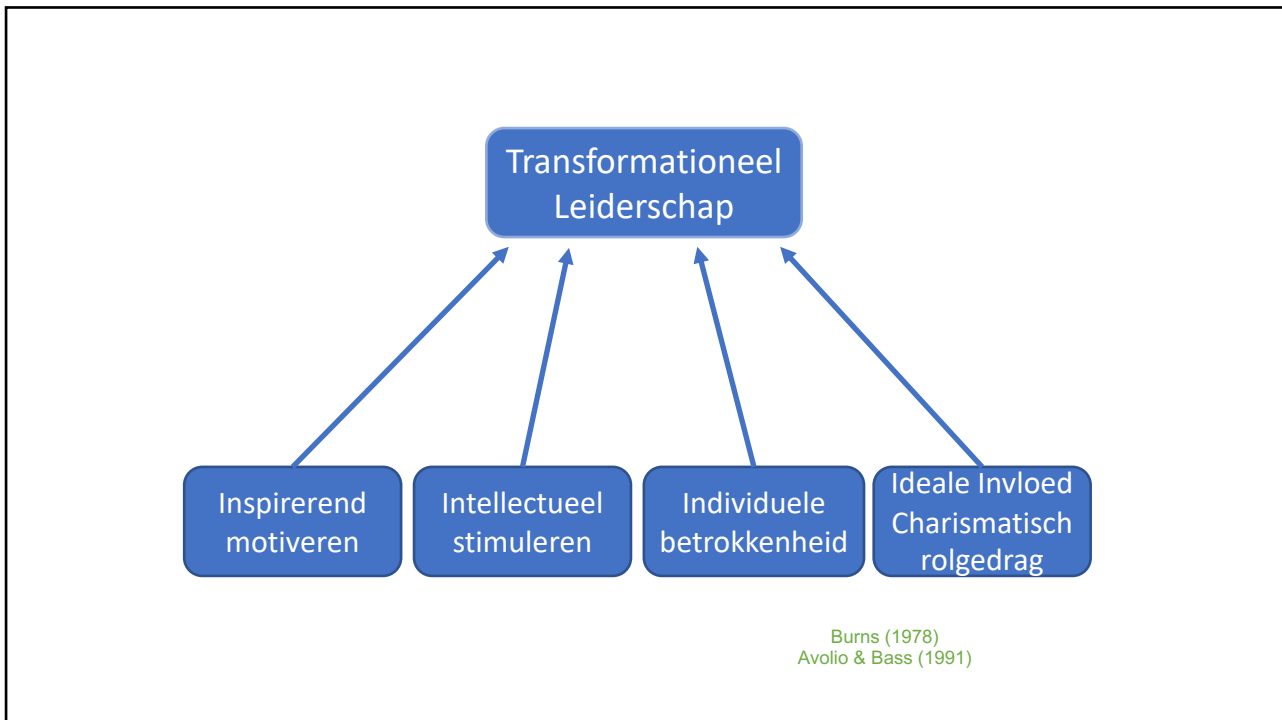 Transformationeel
Leiderschap
Inspirerend
motiveren
Intellectueel
stimuleren
Individuele
betrokkenheid
Ideale Invloed
Charismatisch
rolgedrag
Burns (1978)
Avolio & Bass (1991)